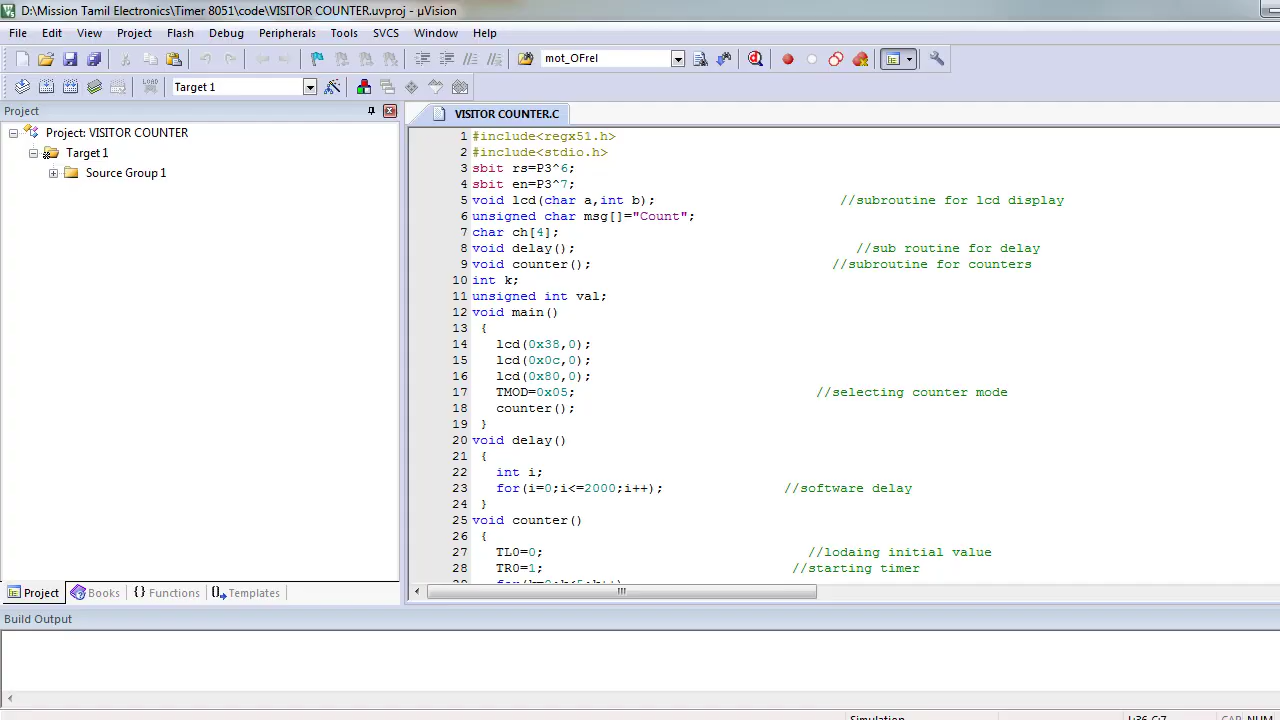 D:\Mission Tamil Electronics\Timer 8051\code\VISITOR COUNTER.uvproj - µVision
File Edit View Project Flash Debug Peripherals Tools SVCS Window Help
mot_OFrel
Target 1
Project
VISITOR COUNTER.C
Project: VISITOR COUNTER
Target 1
Source Group 1
1 #include<regx51.h>
2 #include<stdio.h>
3 sbit rs=P3^6;
4 sbit en=P3^7;
5 void lcd(char a,int b); //subroutine for lcd display
6 unsigned char msg[]="Count";
7 char ch[4];
8 void delay(); //sub routine for delay
9 void counter(); //subroutine for counters
10 int k;
11 unsigned int val;
12 void main()
13 {
14 lcd(0x38,0);
15 lcd(0x0c,0);
16 lcd(0x80,0);
17 TMOD=0x05; //selecting counter mode
18 counter();
19 }
20 void delay()
21 {
22 int i;
23 for(i=0;i<=2000;i++); //software delay
24 }
25 void counter()
26 {
27 TL0=0; //lodaing initial value
28 TR0=1; //starting timer
Project Books {} Functions Templates
Build Output
Simulation